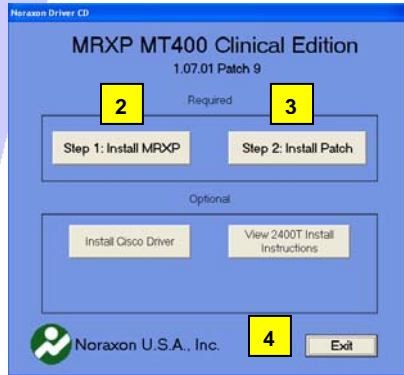 Noraxon Driver CD
MRXP MT400 Clinical Edition
1.07.01 Patch 9
Required
2
3
Step 1: Install MRXP
Step 2: Install Patch
Optional
Install Cisco Driver
View 2400T Install
Instructions
Noraxon U.S.A., Inc.
4
Exit